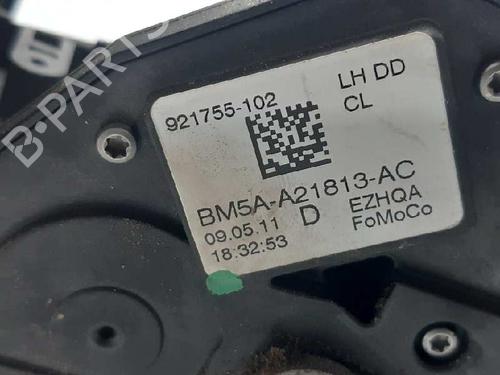 B-PARTS
921755-102
LH DD
CL
BM5A-A21813-AC
09.05.11
18:32:53
D
EZHQA
FoMoCo